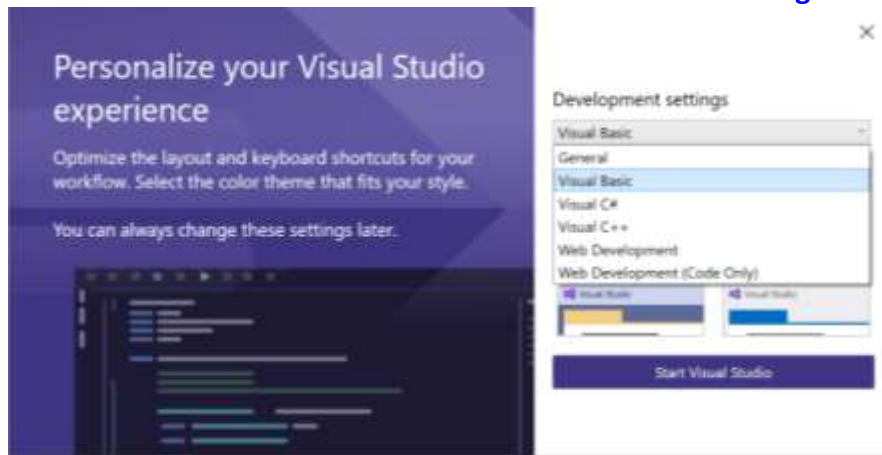 Personalize your Visual Studio
experience
Optimize the layout and keyboard shortcuts for your
workflow. Select the color theme that fits your style.
You can always change these settings later.
Development settings
Visual Basic
General
Visual Basic
Visual C#
Visual C++
Web Development
Web Development (Code Only)
Visual Studio
Visual Studio
Start Visual Studio